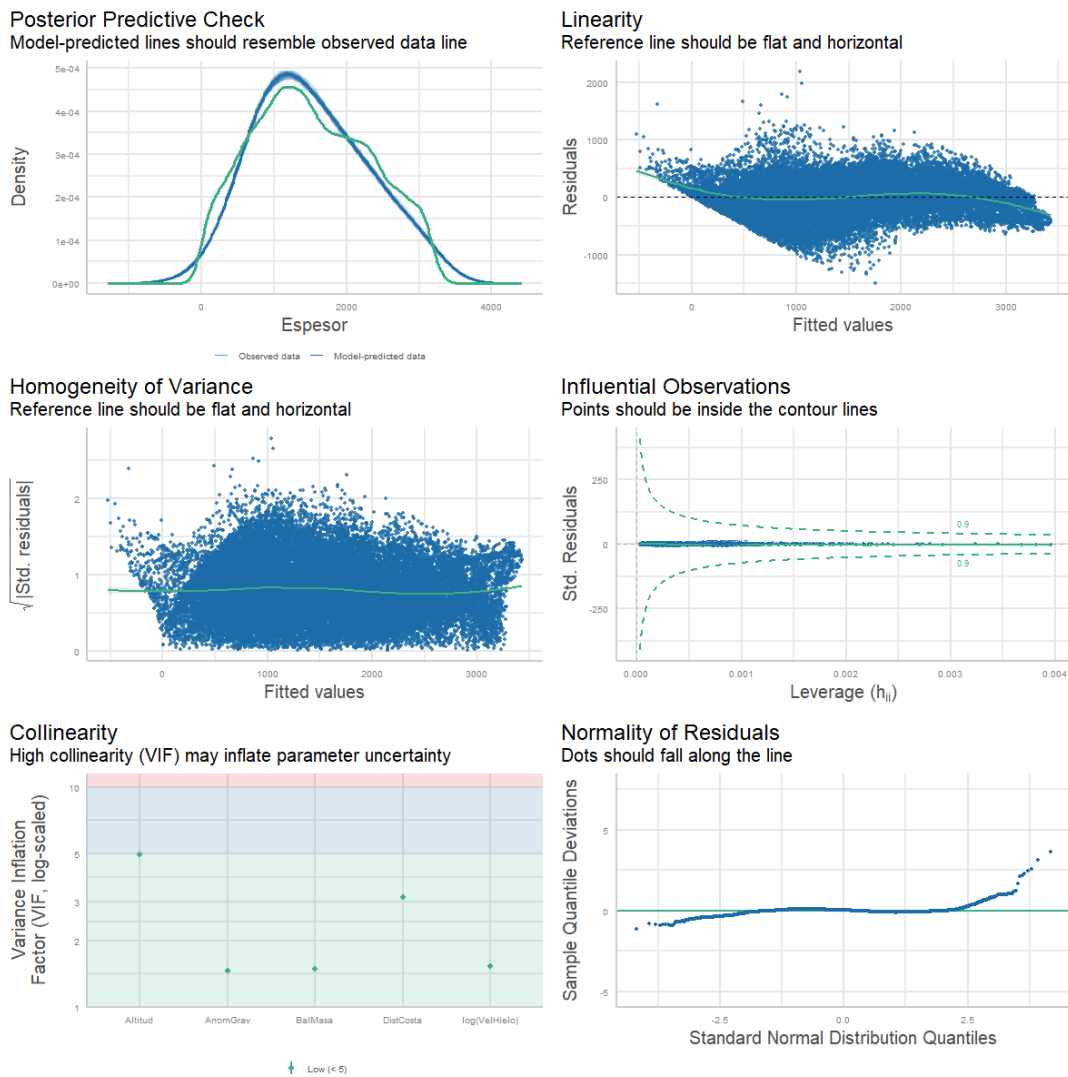 Posterior Predictive Check
Model-predicted lines should resemble observed data line
5e-04
4e-04
3e-04
2e-04
1e-04
0e+00
Density
0
2000
4000
Espesor
Observed data
Model-predicted data
Linearity
Reference line should be flat and horizontal
2000
1000
0
-1000
Residuals
0
1000
2000
3000
Fitted values
Homogeneity of Variance
Reference line should be flat and horizontal
2
1
0
√|Std. residuals|
0
1000
2000
3000
Fitted values
Influential Observations
Points should be inside the contour lines
250
0
-250
Std. Residuals
0.9
0.9
0.000
0.001
0.002
0.003
0.004
Leverage (hii)
Collinearity
High collinearity (VIF) may inflate parameter uncertainty
10
5
3
2
1
Variance Inflation
Factor (VIF, log-scaled)
Altitud
AnomGrav
BalMasa
DistCosta
log(VelHielo)
Low (< 5)
Normality of Residuals
Dots should fall along the line
5
0
-5
Sample Quantile Deviations
-2.5
0.0
2.5
Standard Normal Distribution Quantiles